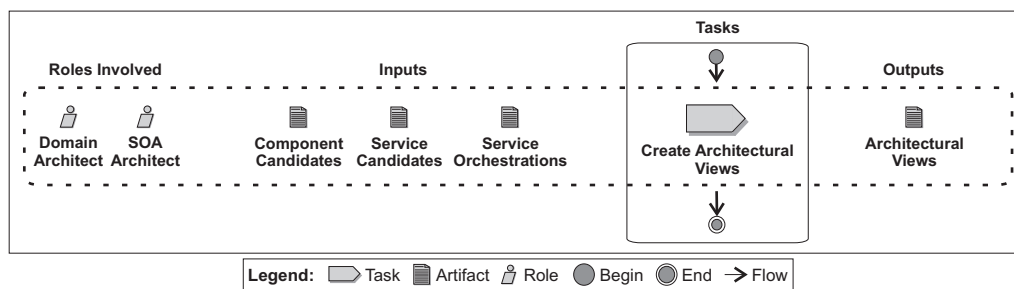 Tasks
Roles Involved
Inputs
Outputs
Domain
Architect
SOA
Architect
Component
Candidates
Service
Candidates
Service
Orchestrations
Create Architectural
Views
Architectural
Views
Legend: Task Artifact Role Begin End Flow